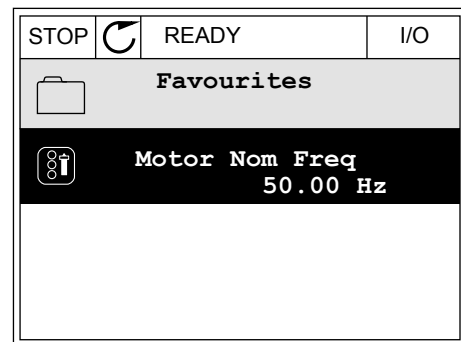 STOP READY I/O
Favourites
Motor Nom Freq
50.00 Hz